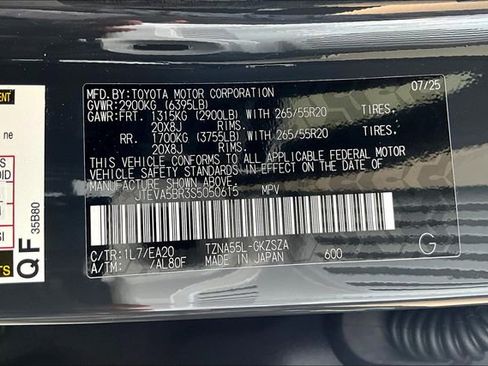 MFD.BY:TOYOTA MOTOR CORPORATION 07/25
GVWR:2900KG (6395LB)
GAWR:FRT. 1315KG (2900LB)WITH 265/55R20 TIRES.
20X8J RIMS.
RR. 1700KG (3755LB)WITH 265/55R20 TIRES.
20X8J RIMS.
THIS VEHICLE CONFORMS TO ALL APPLICABLE FEDERAL MOTOR
VEHICLE SAFETY STANDARDS IN EFFECT ON THE DATE OF
MANUFACTURE SHOWN ABOVE.
JTEVA5BR3S5050615 MPV
C/TR:1L7/EA20 TZNA55L-GKZSZA G
A/TM: /AL80F MADE IN JAPAN 600
QF
35B80
ne